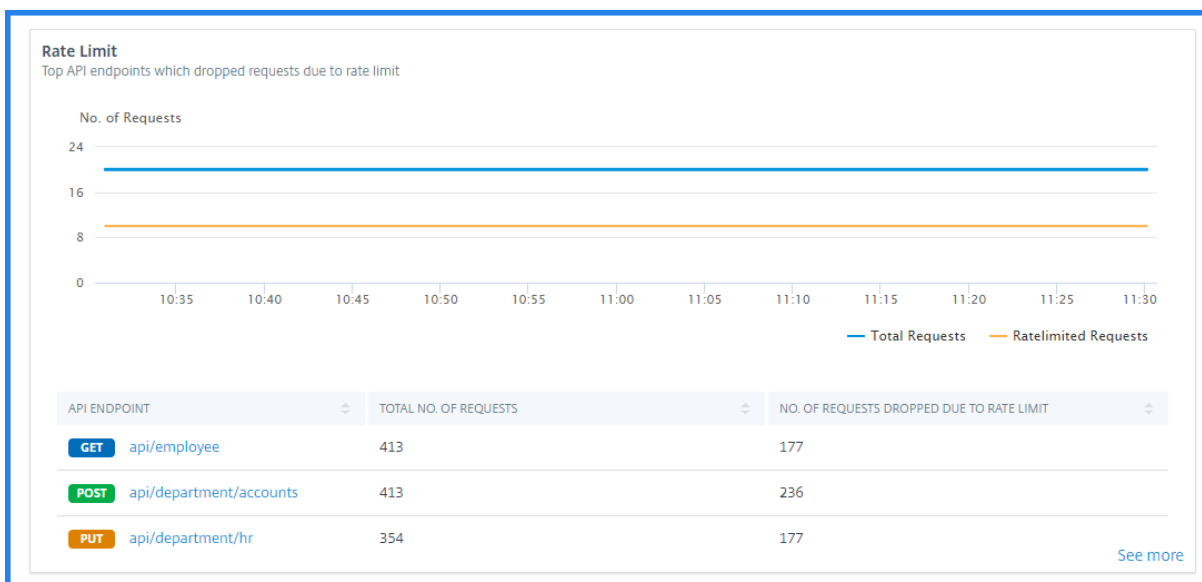 Rate Limit
Top API endpoints which dropped requests due to rate limit
No. of Requests
24
16
8
0
10:35 10:40 10:45 10:50 10:55 11:00 11:05 11:10 11:15 11:20 11:25 11:30
Total Requests Ratelimited Requests
API ENDPOINT TOTAL NO. OF REQUESTS NO. OF REQUESTS DROPPED DUE TO RATE LIMIT
GET api/employee 413 177
POST api/department/accounts 413 236
PUT api/department/hr 354 177
See more